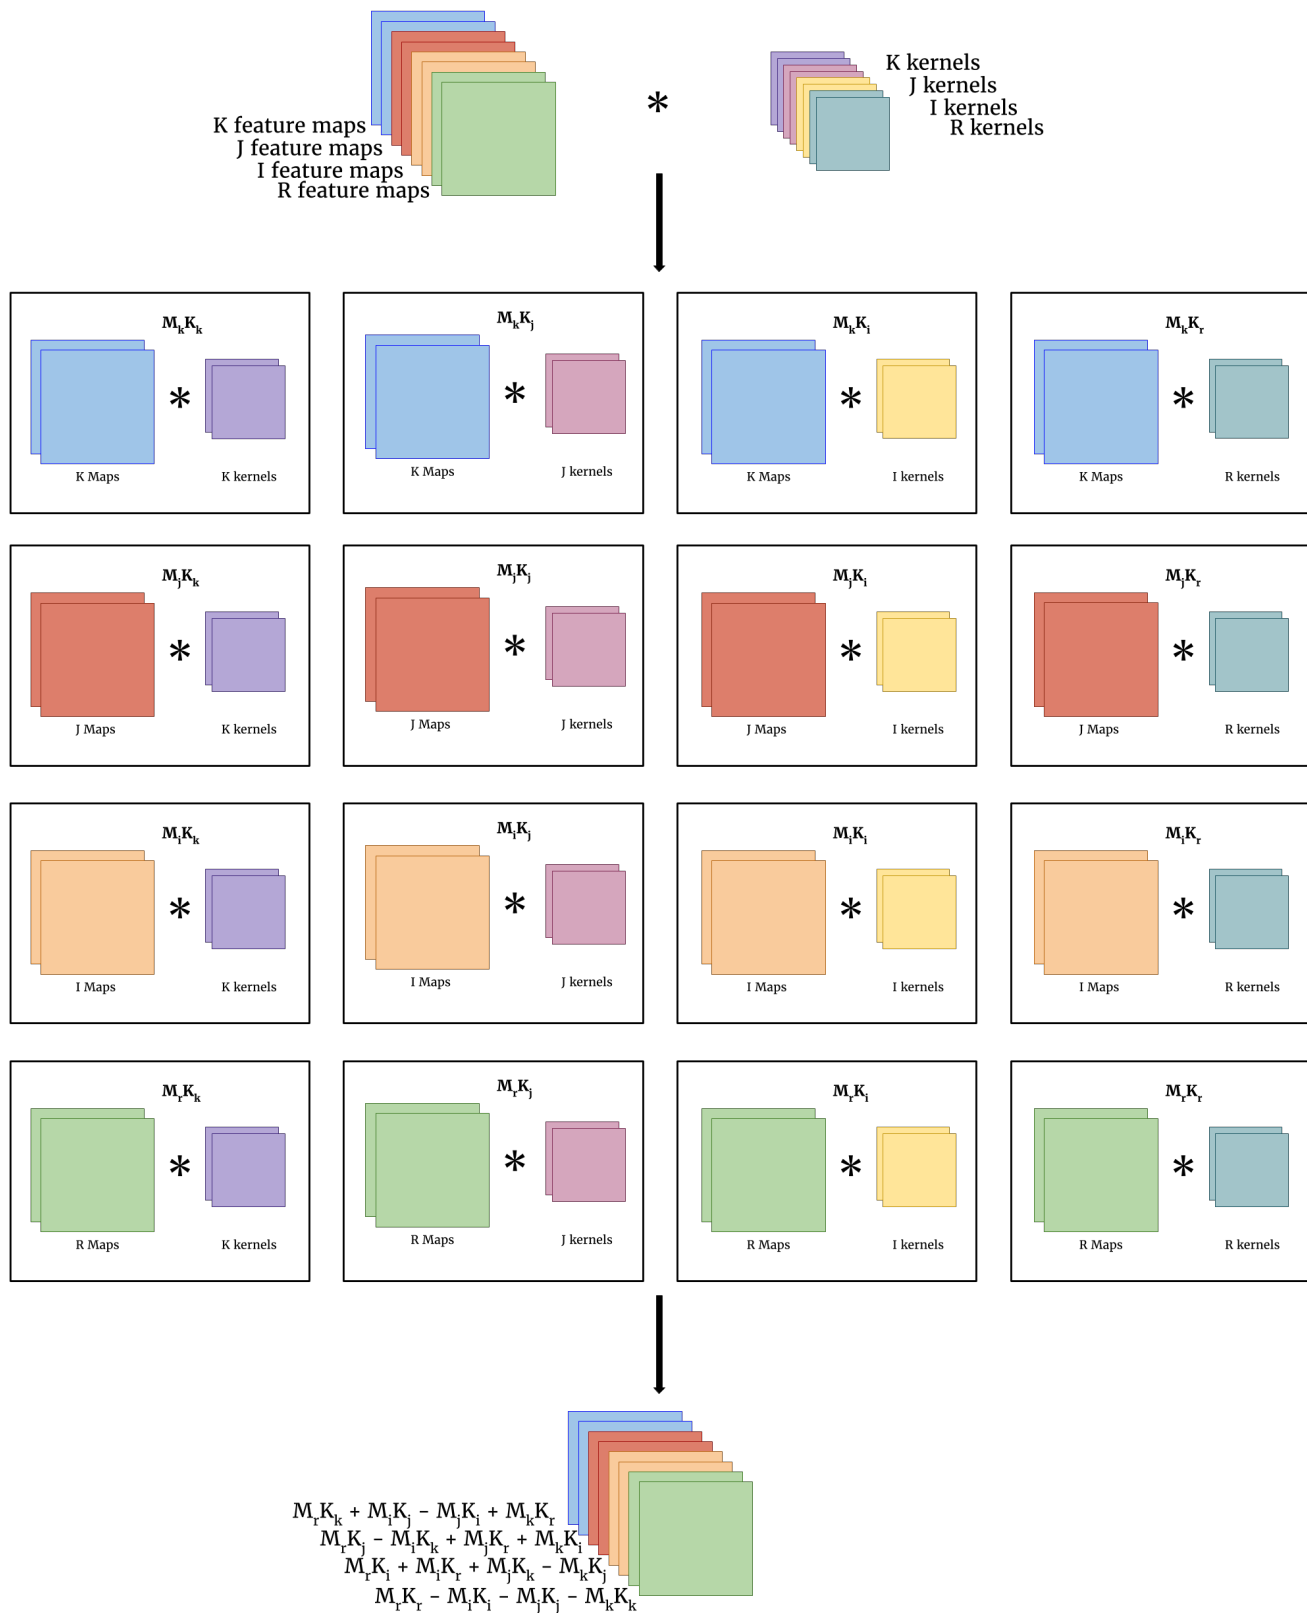 K feature maps
J feature maps
I feature maps
R feature maps
*
K kernels
J kernels
I kernels
R kernels
MₖKₖ
*
K Maps K kernels
MₖKⱼ
*
K Maps J kernels
MₖKᵢ
*
K Maps I kernels
MₖKᵣ
*
K Maps R kernels
MⱼKₖ
*
J Maps K kernels
MⱼKⱼ
*
J Maps J kernels
MⱼKᵢ
*
J Maps I kernels
MⱼKᵣ
*
J Maps R kernels
MᵢKₖ
*
I Maps K kernels
MᵢKⱼ
*
I Maps J kernels
MᵢKᵢ
*
I Maps I kernels
MᵢKᵣ
*
I Maps R kernels
MᵣKₖ
*
R Maps K kernels
MᵣKⱼ
*
R Maps J kernels
MᵣKᵢ
*
R Maps I kernels
MᵣKᵣ
*
R Maps R kernels
MᵣKₖ + MᵢKⱼ – MⱼKᵢ + MₖKᵣ
MᵣKⱼ – MᵢKₖ + MⱼKᵣ + MₖKᵢ
MᵣKᵢ + MᵢKᵣ + MⱼKₖ – MₖKⱼ
MᵣKᵣ – MᵢKᵢ – MⱼKⱼ – MₖKₖ